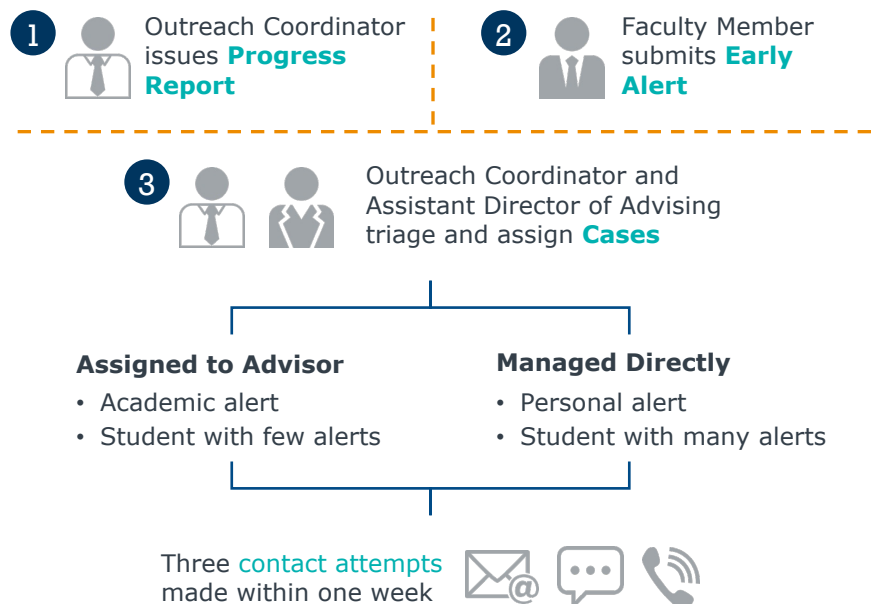 1
Outreach Coordinator
issues Progress
Report
2
Faculty Member
submits Early
Alert
3
Outreach Coordinator and
Assistant Director of Advising
triage and assign Cases
Assigned to Advisor
• Academic alert
• Student with few alerts
Managed Directly
• Personal alert
• Student with many alerts
Three contact attempts
made within one week
@